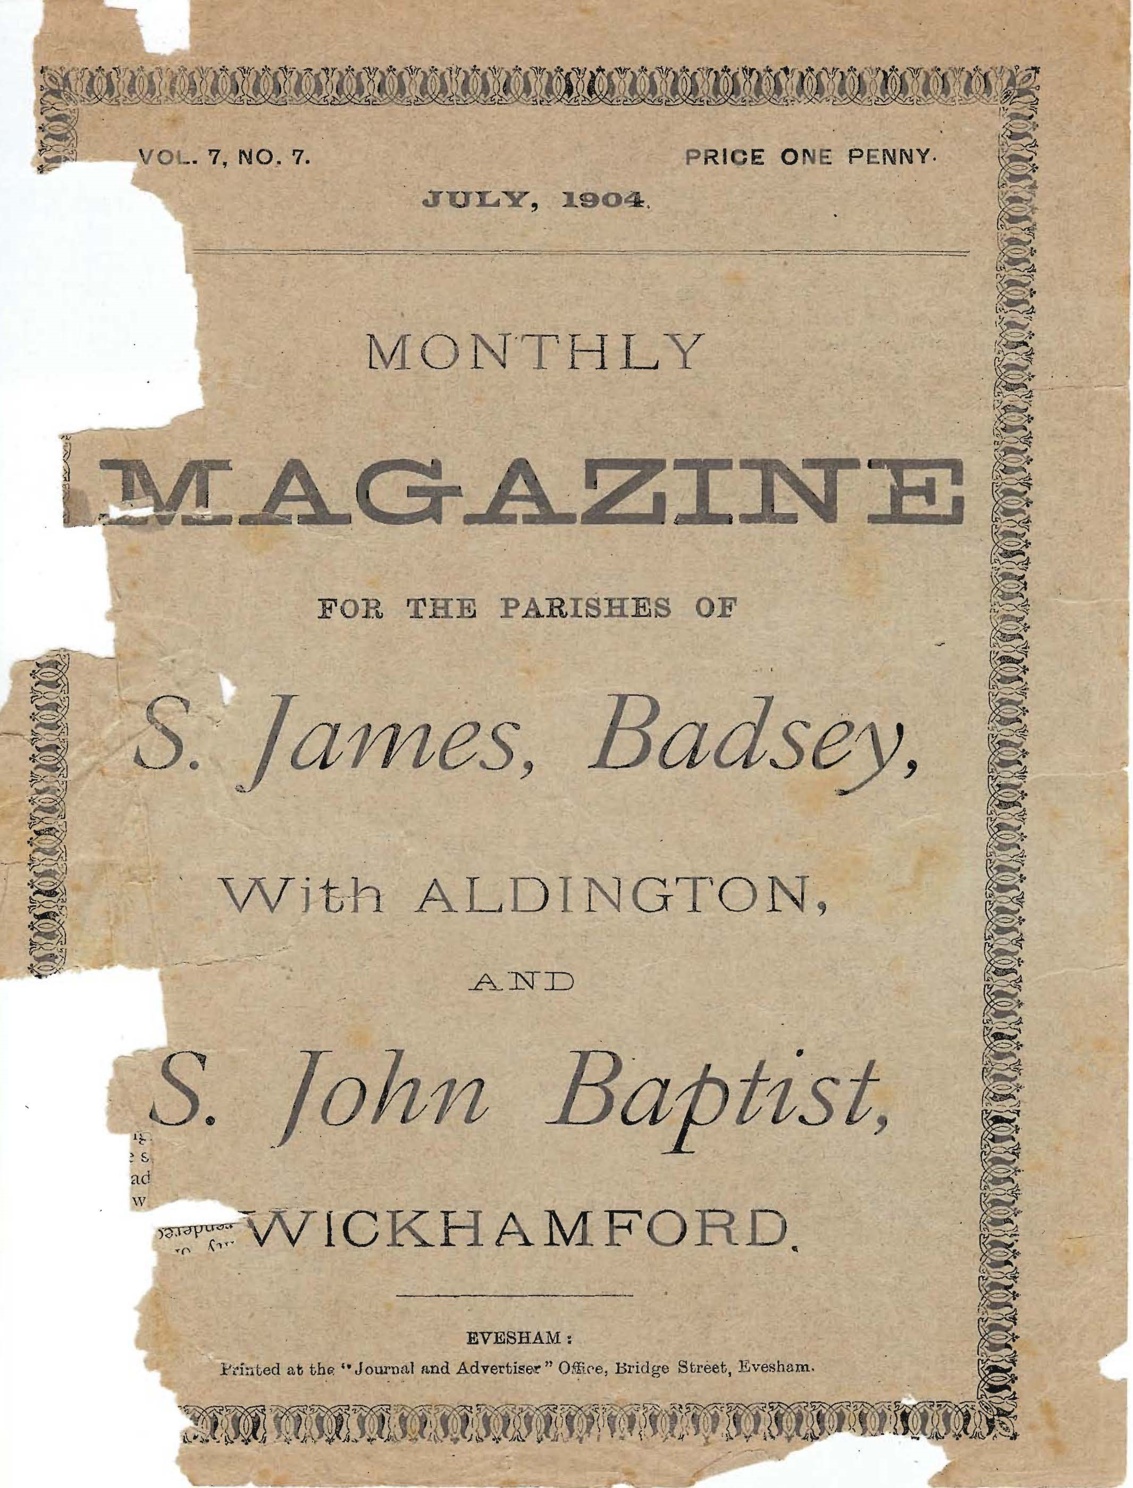 VOL. 7, NO. 7. PRICE ONE PENNY.
JULY, 1904.
MONTHLY
MAGAZINE
FOR THE PARISHES OF
S. James, Badsey,
With ALDINGTON,
AND
S. John Baptist,
ad
w
WICKHAMFORD.
EVESHAM:
Printed at the "Journal and Advertiser" Office, Bridge Street, Evesham.